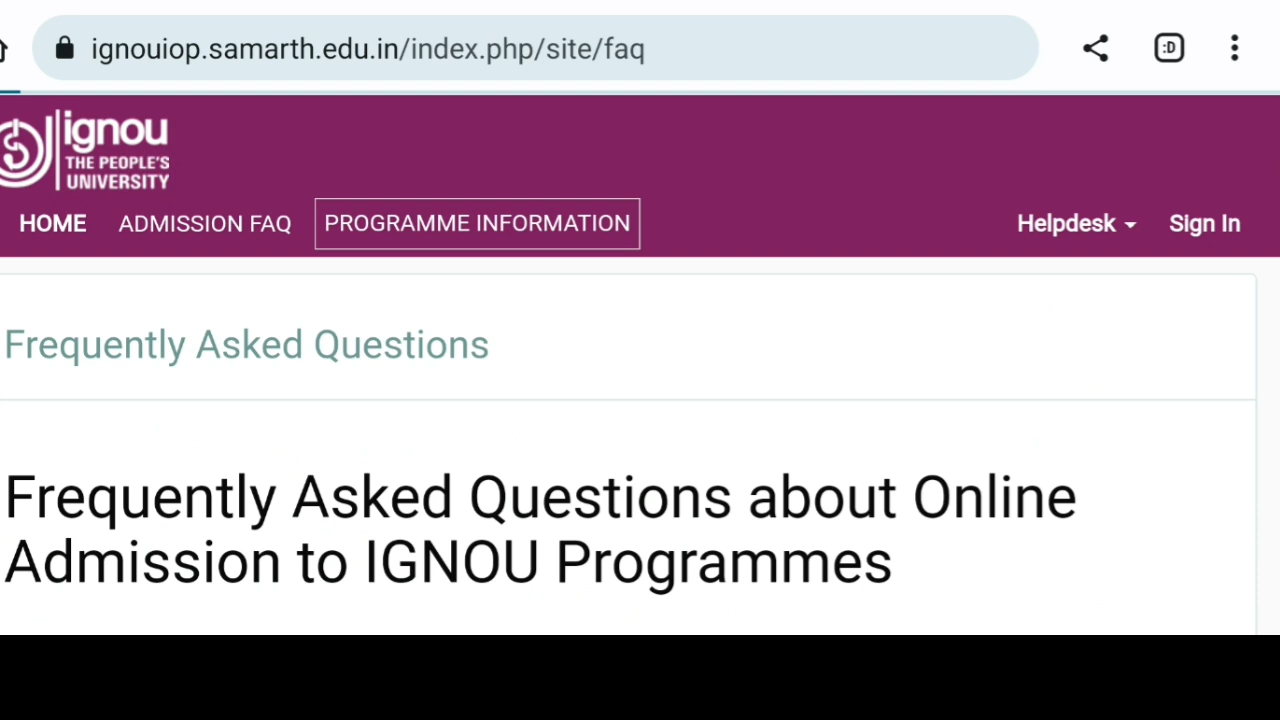 ignouiop.samarth.edu.in/index.php/site/faq
:D
ignou
THE PEOPLE'S
UNIVERSITY
HOME ADMISSION FAQ PROGRAMME INFORMATION Helpdesk Sign In
Frequently Asked Questions
Frequently Asked Questions about Online
Admission to IGNOU Programmes